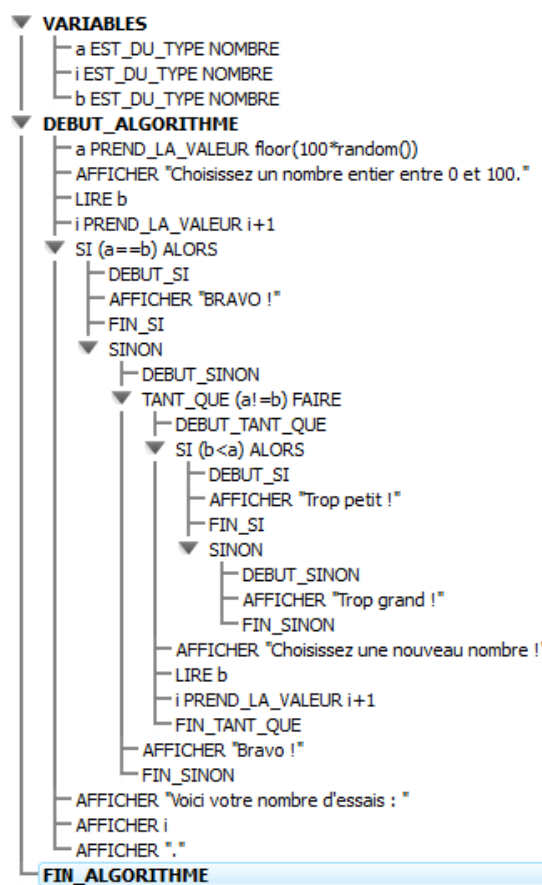 VARIABLES
a EST_DU_TYPE NOMBRE
i EST_DU_TYPE NOMBRE
b EST_DU_TYPE NOMBRE
DEBUT_ALGORITHME
a PREND_LA_VALEUR floor(100*random())
AFFICHER "Choisissez un nombre entier entre 0 et 100."
LIRE b
i PREND_LA_VALEUR i+1
SI (a==b) ALORS
DEBUT_SI
AFFICHER "BRAVO !"
FIN_SI
SINON
DEBUT_SINON
TANT_QUE (a!=b) FAIRE
DEBUT_TANT_QUE
SI (b<a) ALORS
DEBUT_SI
AFFICHER "Trop petit !"
FIN_SI
SINON
DEBUT_SINON
AFFICHER "Trop grand !"
FIN_SINON
AFFICHER "Choisissez une nouveau nombre !"
LIRE b
i PREND_LA_VALEUR i+1
FIN_TANT_QUE
AFFICHER "Bravo !"
FIN_SINON
AFFICHER "Voici votre nombre d'essais : "
AFFICHER i
AFFICHER "."
FIN_ALGORITHME